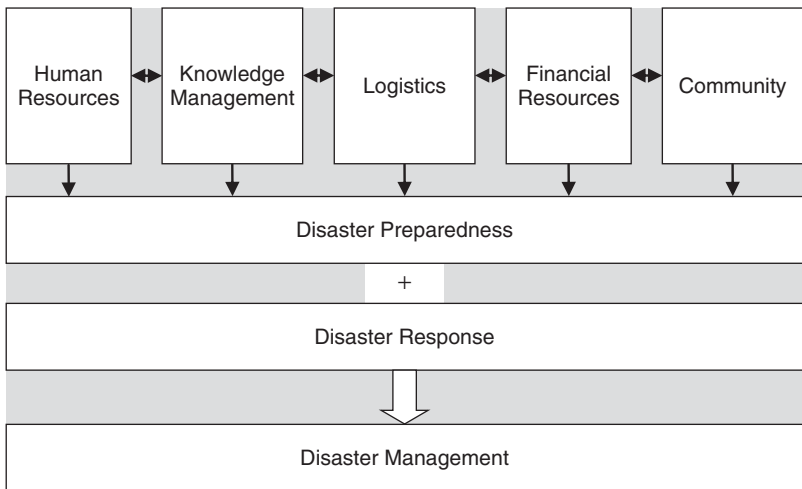 Human
Resources
Knowledge
Management
Logistics
Financial
Resources
Community
Disaster Preparedness
+
Disaster Response
Disaster Management